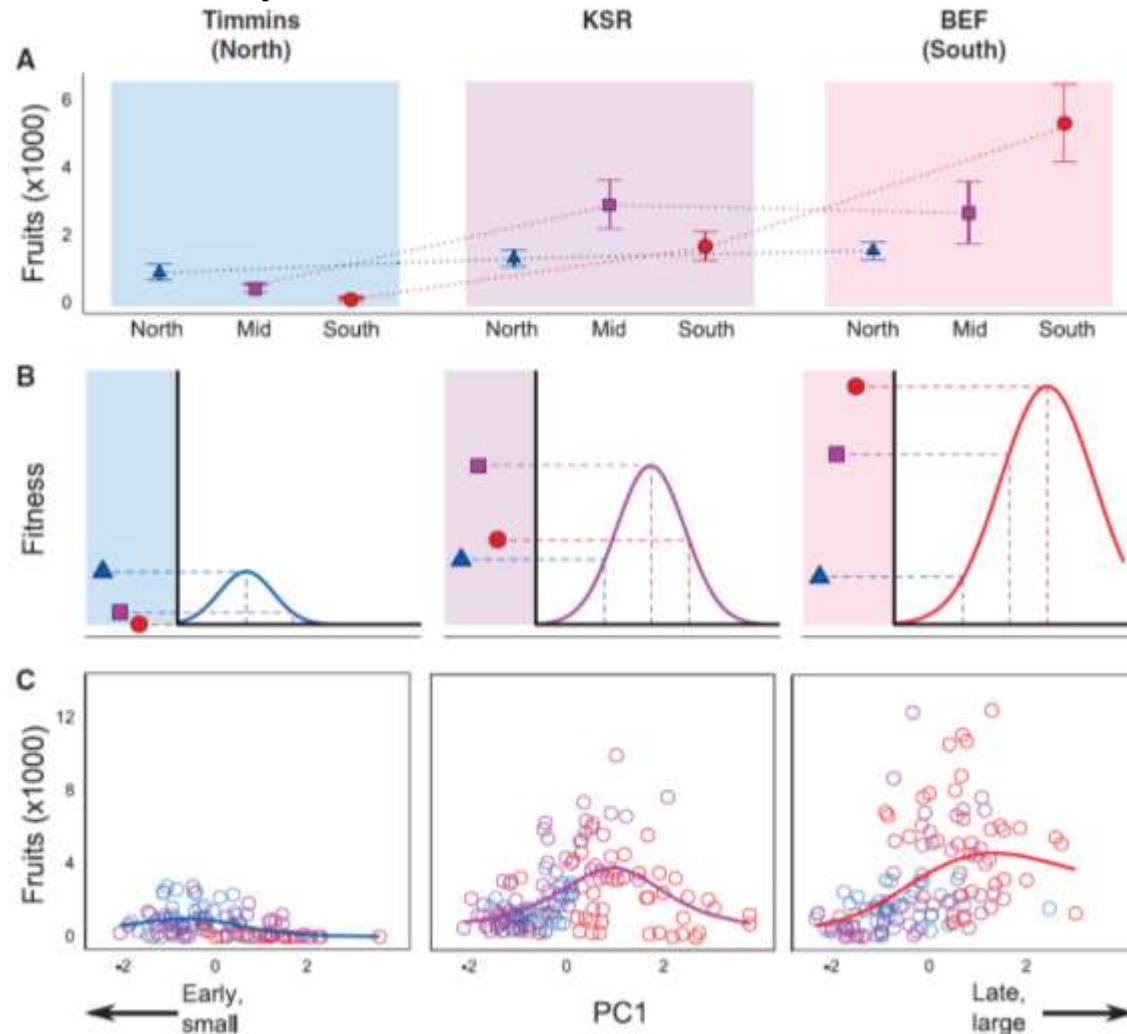 Timmins
(North)
KSR
BEF
(South)
A
Fruits (x1000)
6
4
2
0
North Mid South North Mid South North Mid South
B
Fitness
C
Fruits (x1000)
12
8
4
0
-2 0 2 -2 0 2 -2 0 2
Early,
small
PC1
Late,
large